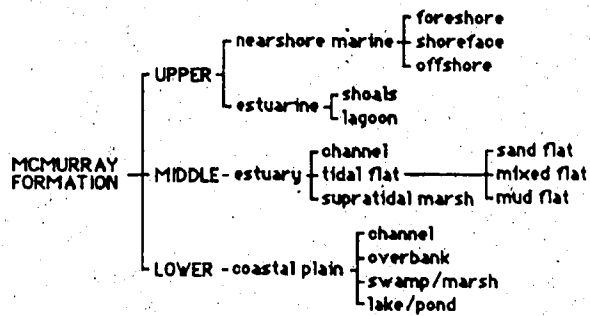 MCMURRAY
FORMATION
UPPER
nearshore marine
foreshore
shoreface
offshore
estuarine
shoals
lagoon
MIDDLE - estuary
channel
tidal flat
supratidal marsh
sand flat
mixed flat
mud flat
LOWER - coastal plain
channel
overbank
swamp/marsh
lake/pond